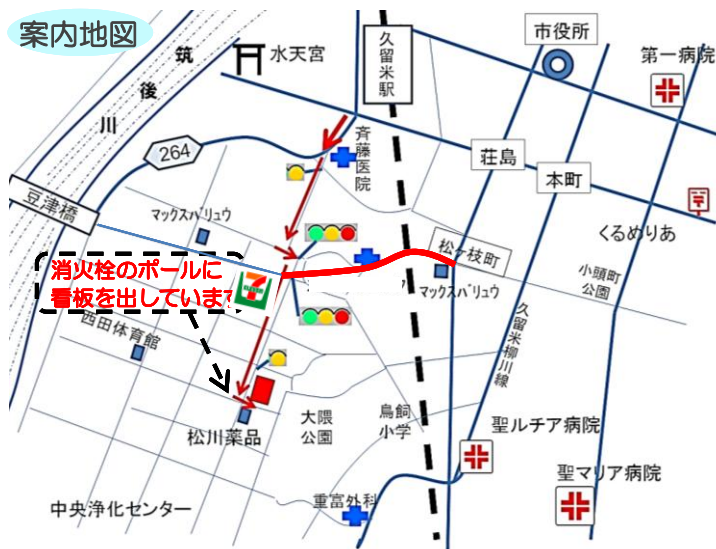 案内地図
筑後川
水天宮
久留米駅
市役所
第一病院
264
斉藤医院
荘島
本町
豆津橋
マックスバリュウ
松ヶ枝町
くるめりあ
消火栓のポールに
看板を出しています
小頭町
公園
マックスバリュウ
久留米柳川線
西田体育館
大隈
公園
鳥飼
小学
松川薬品
聖ルチア病院
聖マリア病院
重富外科
中央浄化センター